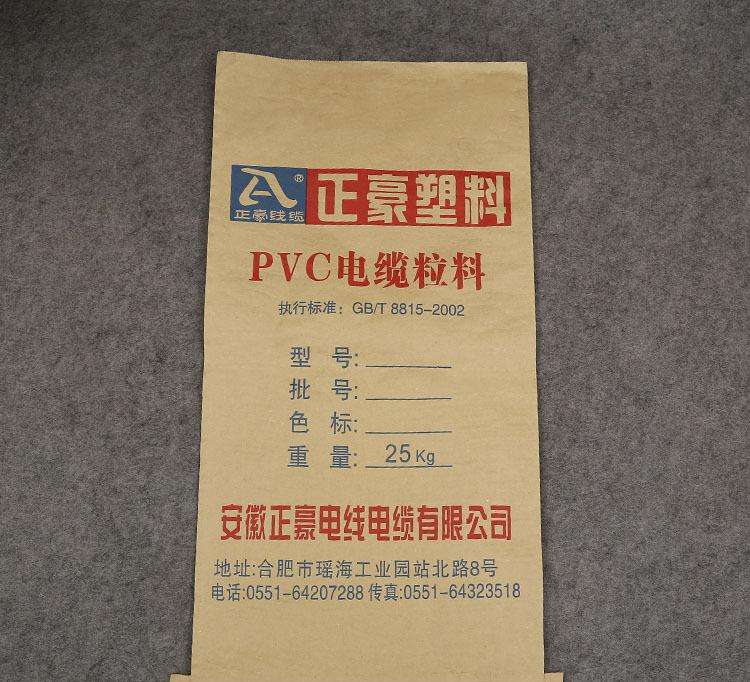 正豪塑料
®
正豪线缆
PVC电缆粒料
执行标准：GB/T 8815-2002
型 号:
批 号:
色 标:
重 量: 25Kg
安徽正豪电线电缆有限公司
地址:合肥市瑶海工业园站北路8号
电话:0551-64207288 传真:0551-64323518